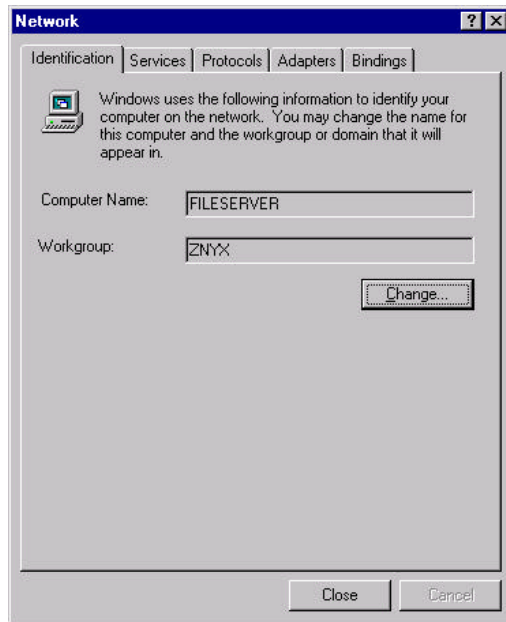 Network
Identification Services Protocols Adapters Bindings
Windows uses the following information to identify your
computer on the network. You may change the name for
this computer and the workgroup or domain that it will
appear in.
Computer Name: FILESERVER
Workgroup: ZNYX
Change...
Close Cancel